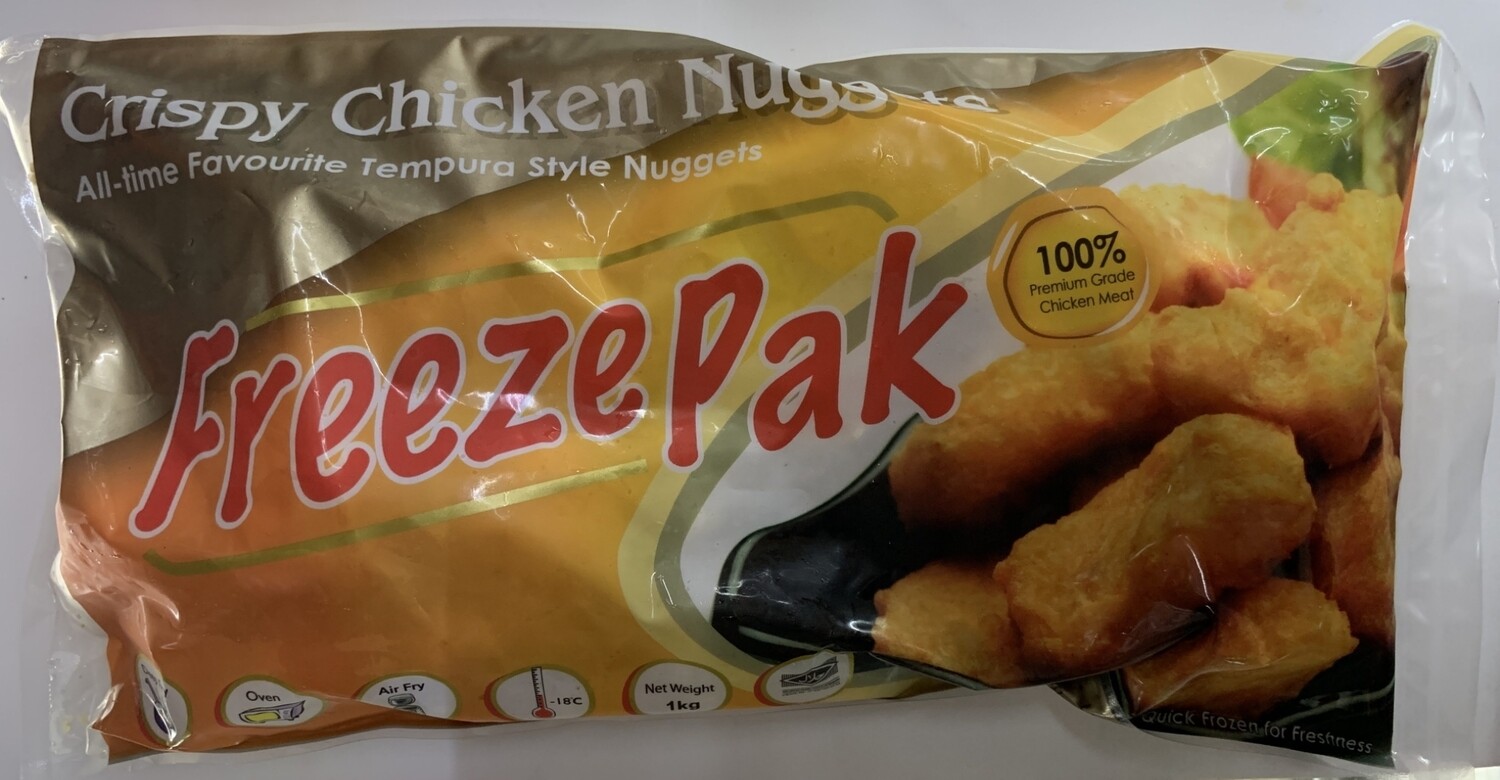 Crispy Chicken Nuggets
All-time Favourite Tempura Style Nuggets
FreezePak
100%
Premium Grade
Chicken Meat
Oven
Air Fry
-18°C
Net Weight
1kg
Quick Frozen for Freshness